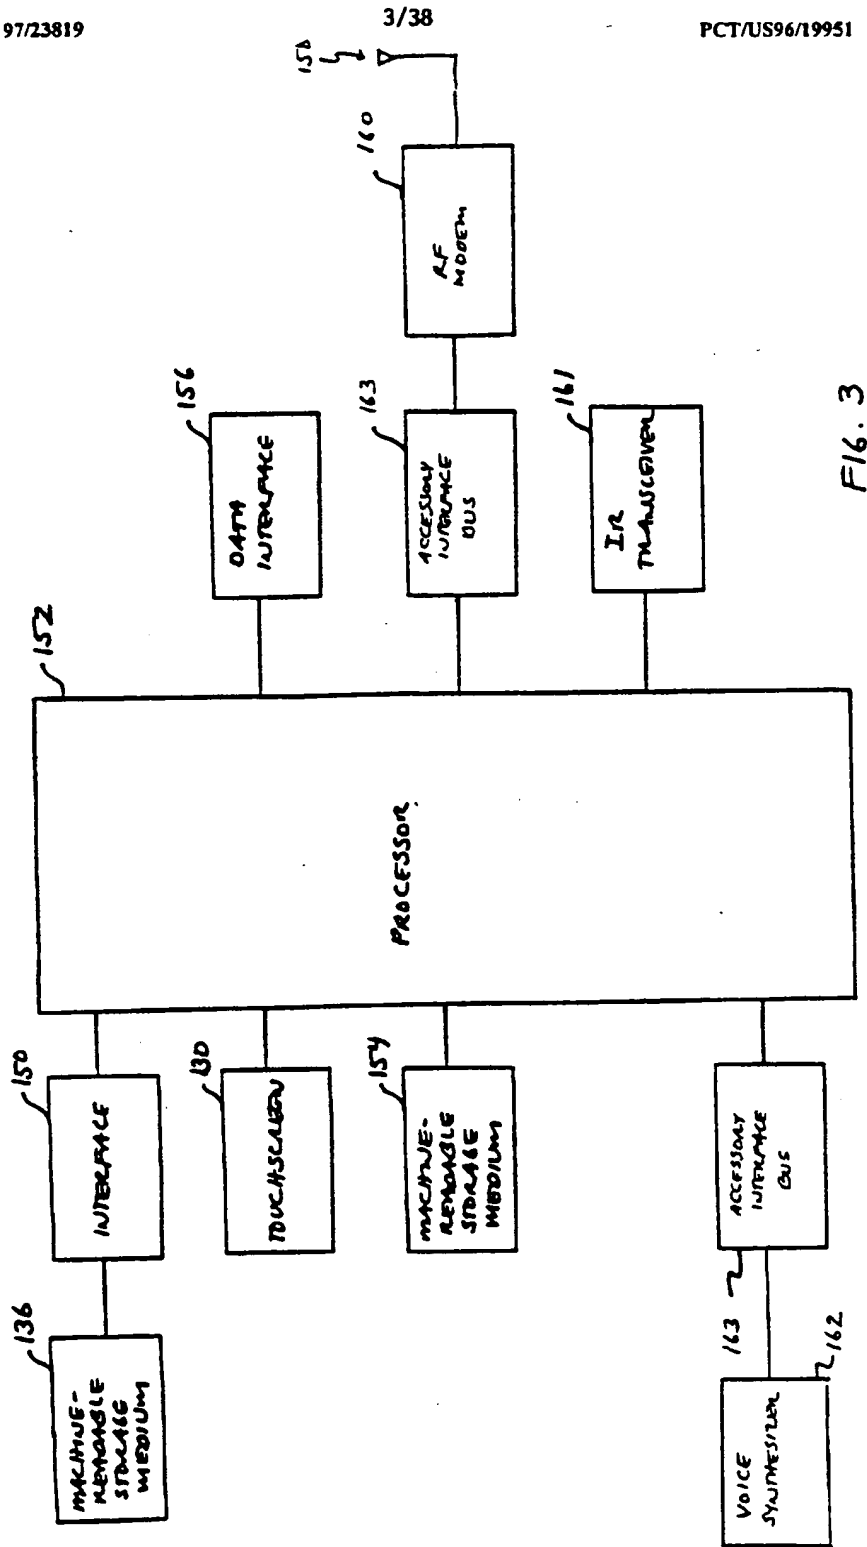 97/23819
3/38
PCT/US96/19951
158
160
RF
MODEM
156
DATA
INTERFACE
163
ACCESSORY
INTERFACE
BUS
161
IR
TRANSCEIVER
152
PROCESSOR
150
INTERFACE
130
TOUCHSCREEN
154
MACHINE-
READABLE
STORAGE
MEDIUM
ACCESSORY
INTERFACE
BUS
163
136
MACHINE-
READABLE
STORAGE
MEDIUM
162
VOICE
SYNTHESIZER
FIG. 3